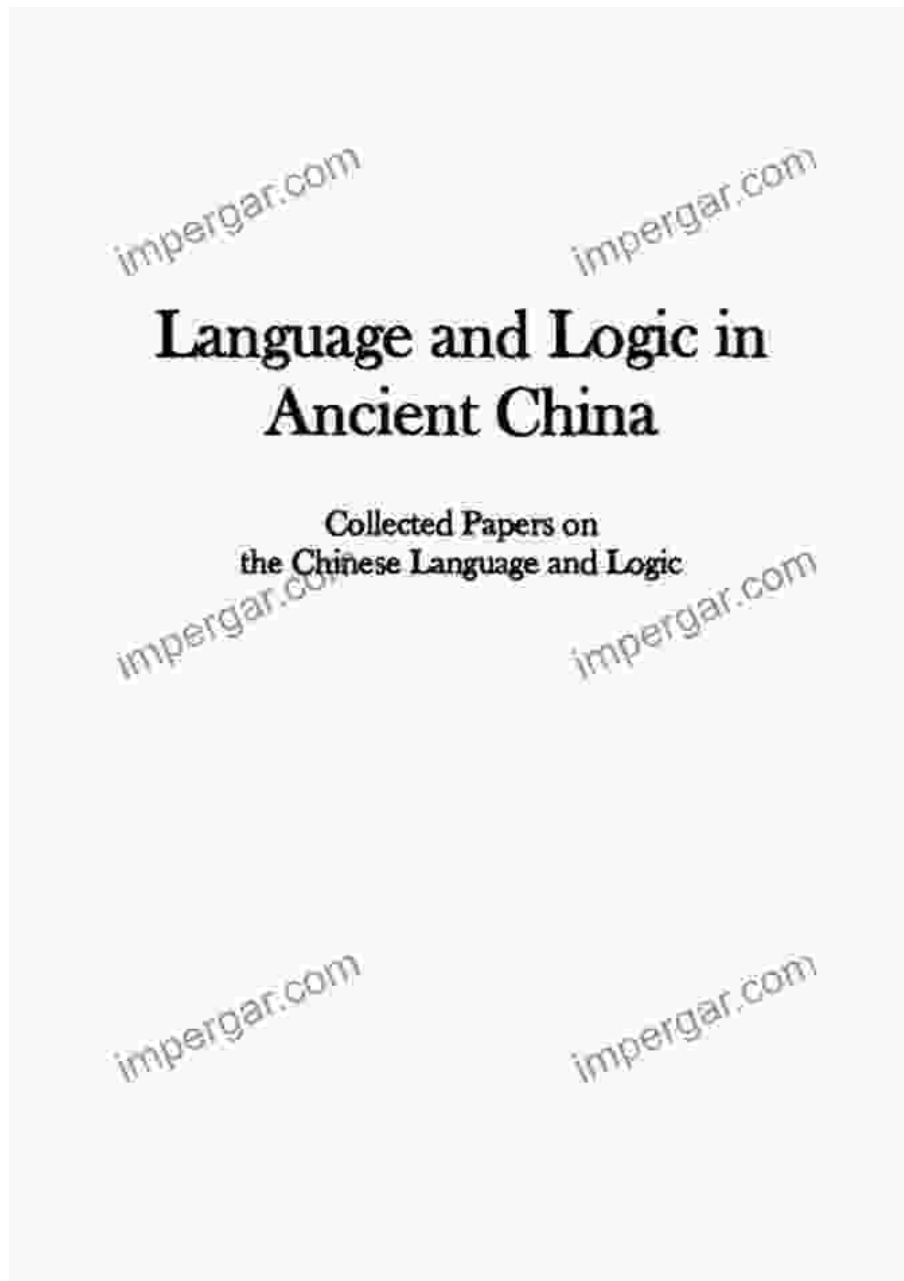 impergar.com impergar.com
Language and Logic in
Ancient China
Collected Papers on
the Chinese Language and Logic
impergar.com impergar.com
impergar.com impergar.com